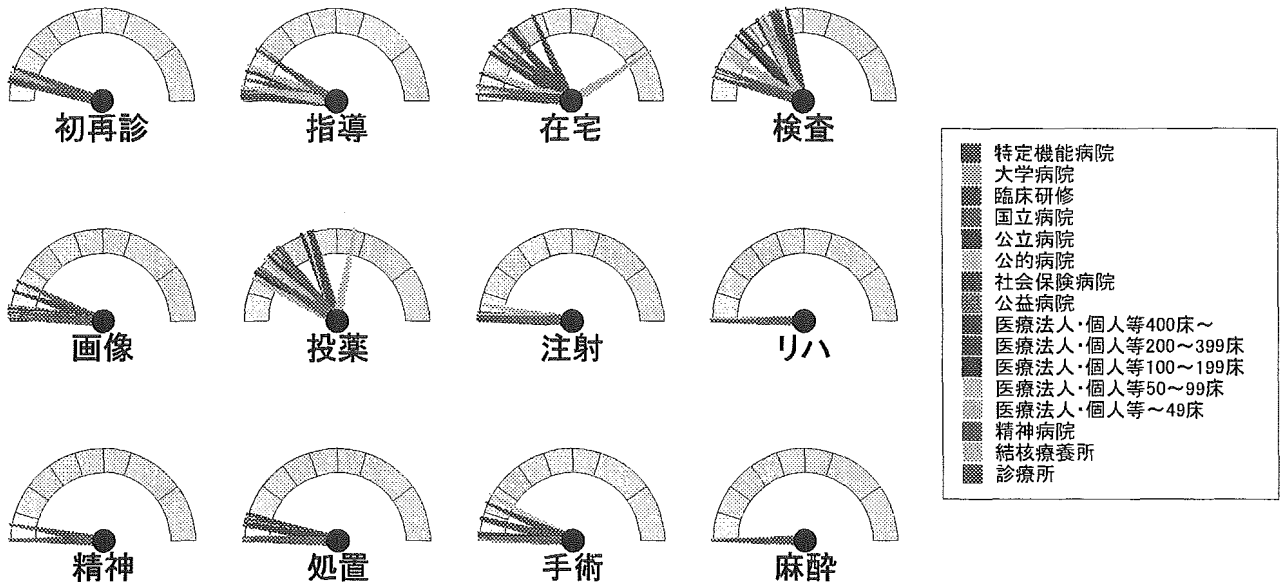 初再診
指導
在宅
検査
画像
投薬
注射
リハ
精神
処置
手術
麻酔
特定機能病院
大学病院
臨床研修
国立病院
公立病院
公的病院
社会保険病院
公益病院
医療法人・個人等400床～
医療法人・個人等200～399床
医療法人・個人等100～199床
医療法人・個人等50～99床
医療法人・個人等～49床
精神病院
結核療養所
診療所